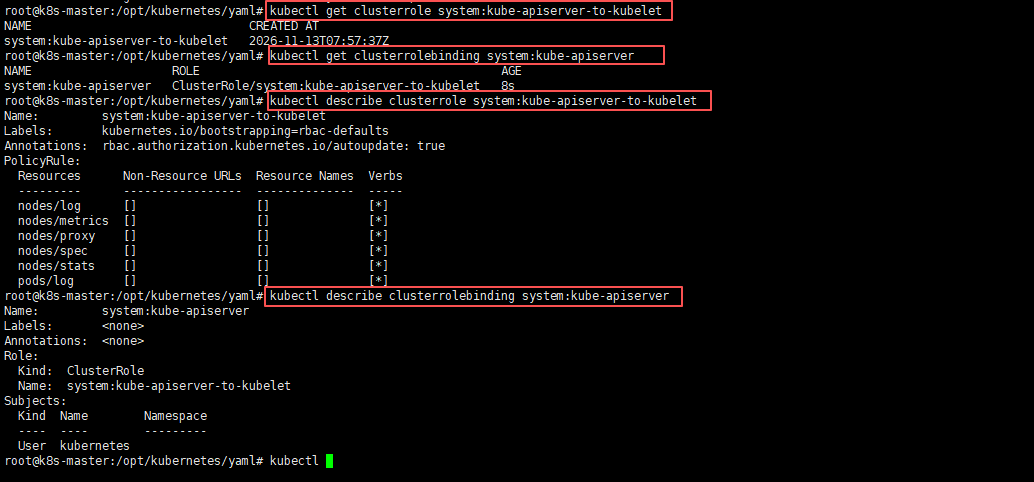 root@k8s-master:/opt/kubernetes/yaml# kubectl get clusterrole system:kube-apiserver-to-kubelet
NAME                               CREATED AT
system:kube-apiserver-to-kubelet   2026-11-13T07:57:37Z
root@k8s-master:/opt/kubernetes/yaml# kubectl get clusterrolebinding system:kube-apiserver
NAME                    ROLE                                           AGE
system:kube-apiserver   ClusterRole/system:kube-apiserver-to-kubelet   8s
root@k8s-master:/opt/kubernetes/yaml# kubectl describe clusterrole system:kube-apiserver-to-kubelet
Name:         system:kube-apiserver-to-kubelet
Labels:       kubernetes.io/bootstrapping=rbac-defaults
Annotations:  rbac.authorization.kubernetes.io/autoupdate: true
PolicyRule:
  Resources      Non-Resource URLs  Resource Names  Verbs
  ---------      -----------------  --------------  -----
  nodes/log      []                 []              [*]
  nodes/metrics  []                 []              [*]
  nodes/proxy    []                 []              [*]
  nodes/spec     []                 []              [*]
  nodes/stats    []                 []              [*]
  pods/log       []                 []              [*]
root@k8s-master:/opt/kubernetes/yaml# kubectl describe clusterrolebinding system:kube-apiserver
Name:         system:kube-apiserver
Labels:       <none>
Annotations:  <none>
Role:
  Kind:  ClusterRole
  Name:  system:kube-apiserver-to-kubelet
Subjects:
  Kind  Name        Namespace
  ----  ----        ---------
  User  kubernetes
root@k8s-master:/opt/kubernetes/yaml# kubectl